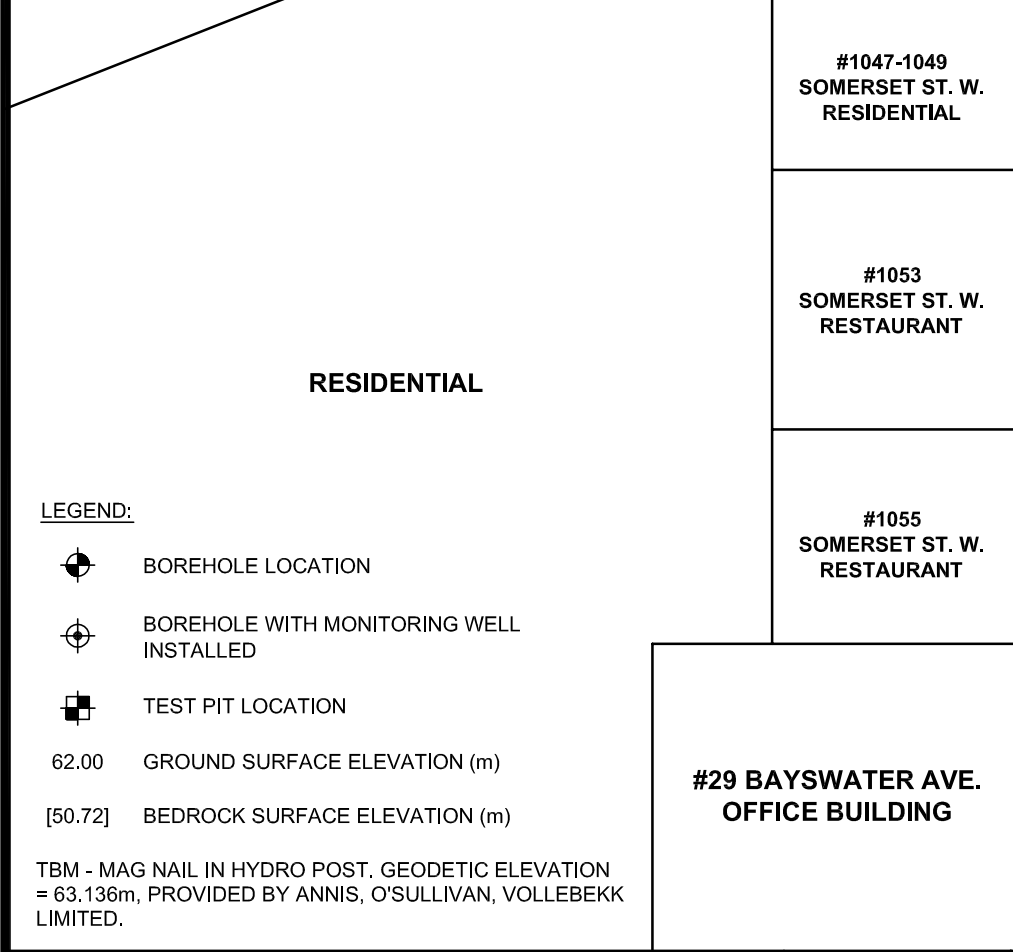 #1047-1049
SOMERSET ST. W.
RESIDENTIAL
#1053
SOMERSET ST. W.
RESTAURANT
RESIDENTIAL
#1055
SOMERSET ST. W.
RESTAURANT
LEGEND:
BOREHOLE LOCATION
BOREHOLE WITH MONITORING WELL
INSTALLED
TEST PIT LOCATION
62.00 GROUND SURFACE ELEVATION (m)
[50.72] BEDROCK SURFACE ELEVATION (m)
TBM - MAG NAIL IN HYDRO POST. GEODETIC ELEVATION
= 63.136m, PROVIDED BY ANNIS, O'SULLIVAN, VOLLEBEKK
LIMITED.
#29 BAYSWATER AVE.
OFFICE BUILDING